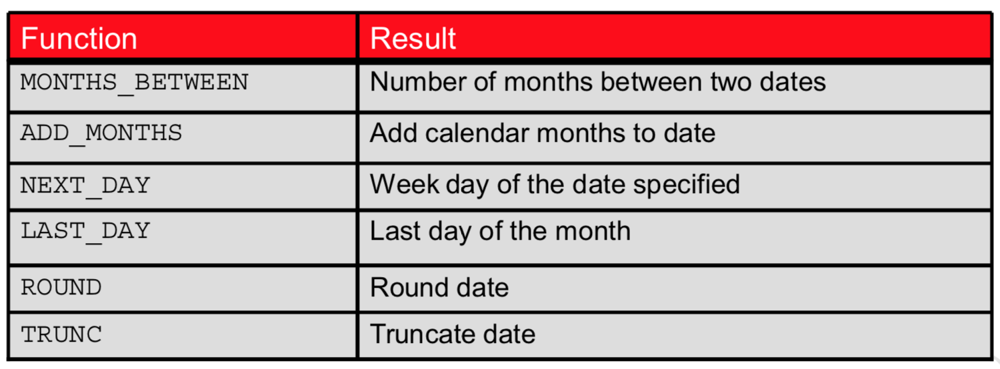 Function Result
MONTHS_BETWEEN Number of months between two dates
ADD_MONTHS Add calendar months to date
NEXT_DAY Week day of the date specified
LAST_DAY Last day of the month
ROUND Round date
TRUNC Truncate date